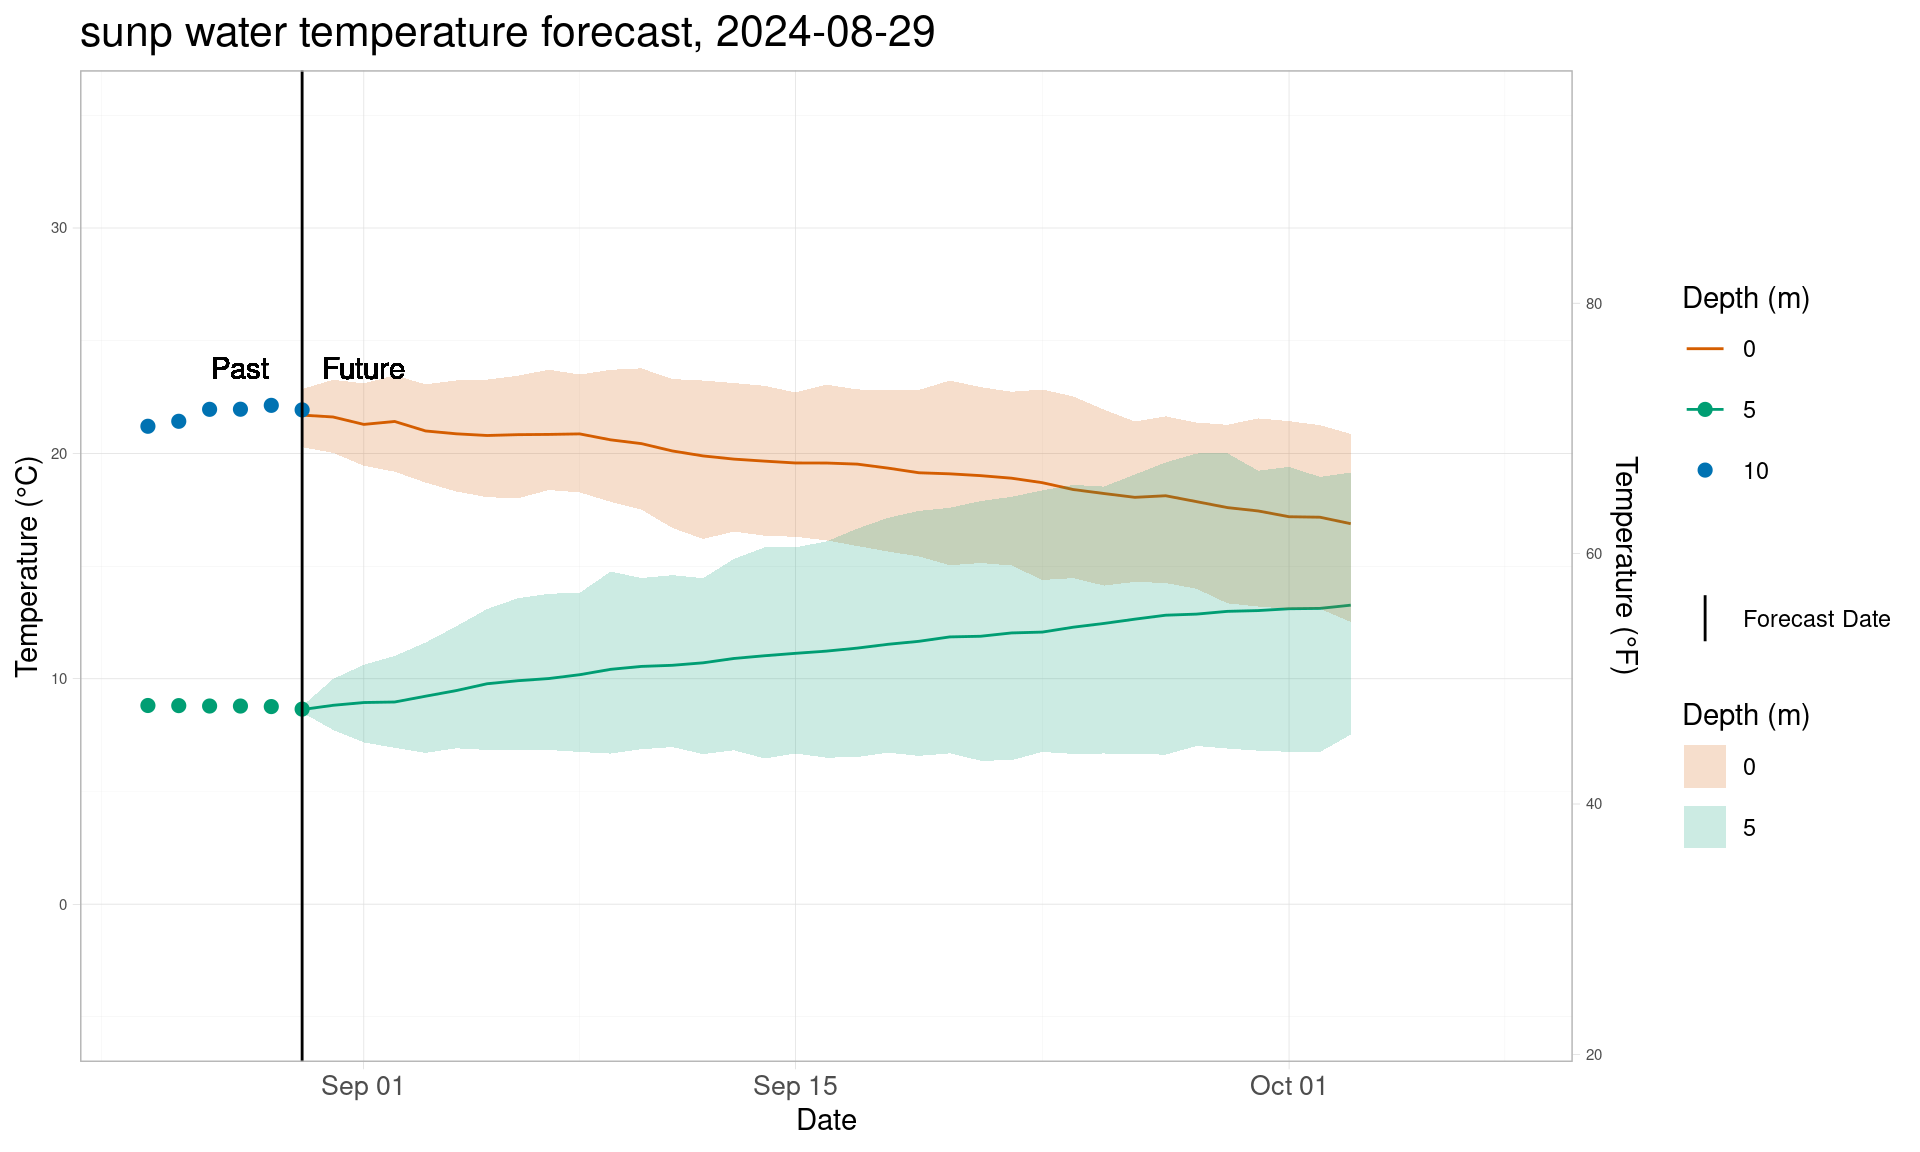 sunp water temperature forecast, 2024-08-29
Past
Future
30
20
10
0
Temperature (°C)
80
60
40
20
Temperature (°F)
Sep 01
Sep 15
Oct 01
Date
Depth (m)
0
5
10
Forecast Date
Depth (m)
0
5